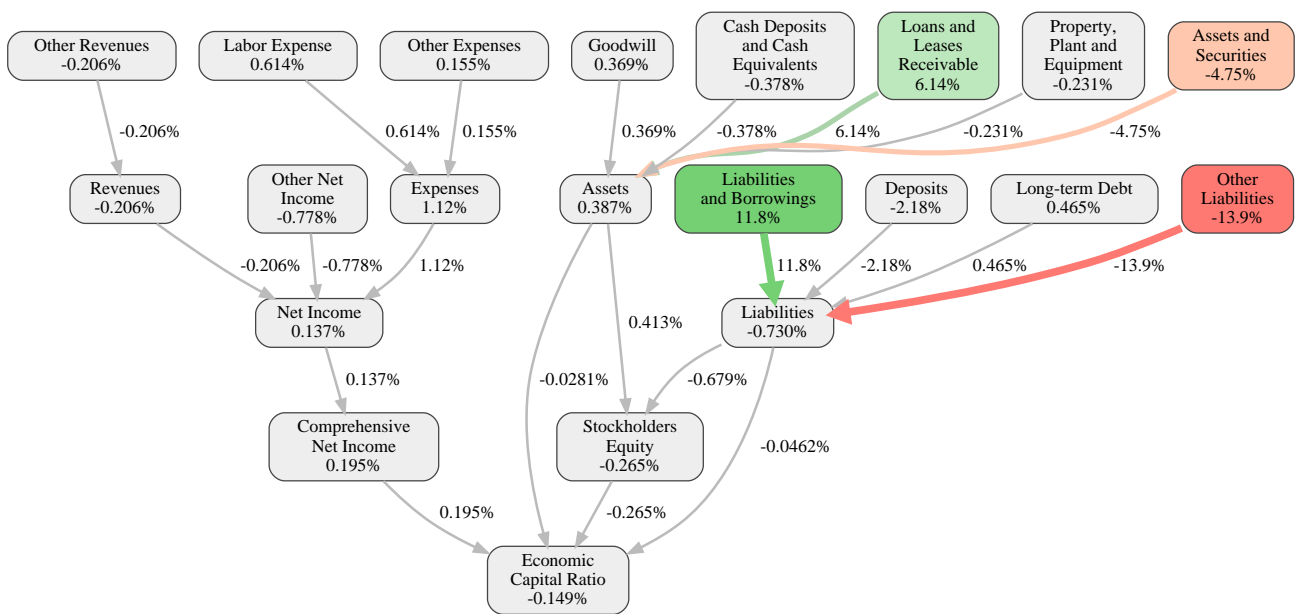 Other Revenues
-0.206%
Labor Expense
0.614%
Other Expenses
0.155%
Goodwill
0.369%
Cash Deposits
and Cash
Equivalents
-0.378%
Loans and
Leases
Receivable
6.14%
Property,
Plant and
Equipment
-0.231%
Assets and
Securities
-4.75%
-0.206%
0.614%
0.155%
0.369%
-0.378%
6.14%
-0.231%
-4.75%
Revenues
-0.206%
Other Net
Income
-0.778%
Expenses
1.12%
Assets
0.387%
Liabilities
and Borrowings
11.8%
Deposits
-2.18%
Long-term Debt
0.465%
Other
Liabilities
-13.9%
-0.206%
-0.778%
1.12%
11.8%
-2.18%
0.465%
-13.9%
Net Income
0.137%
0.413%
Liabilities
-0.730%
0.137%
-0.0281%
-0.679%
Comprehensive
Net Income
0.195%
Stockholders
Equity
-0.265%
-0.0462%
0.195%
-0.265%
Economic
Capital Ratio
-0.149%